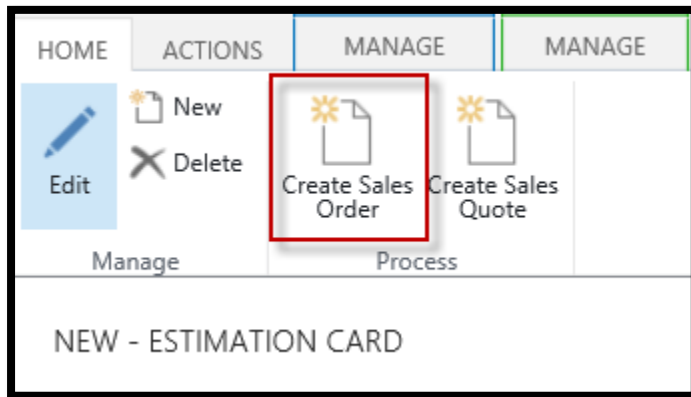 HOME ACTIONS MANAGE MANAGE
New
Delete
Edit
Create Sales Order
Create Sales Quote
Manage Process
NEW - ESTIMATION CARD